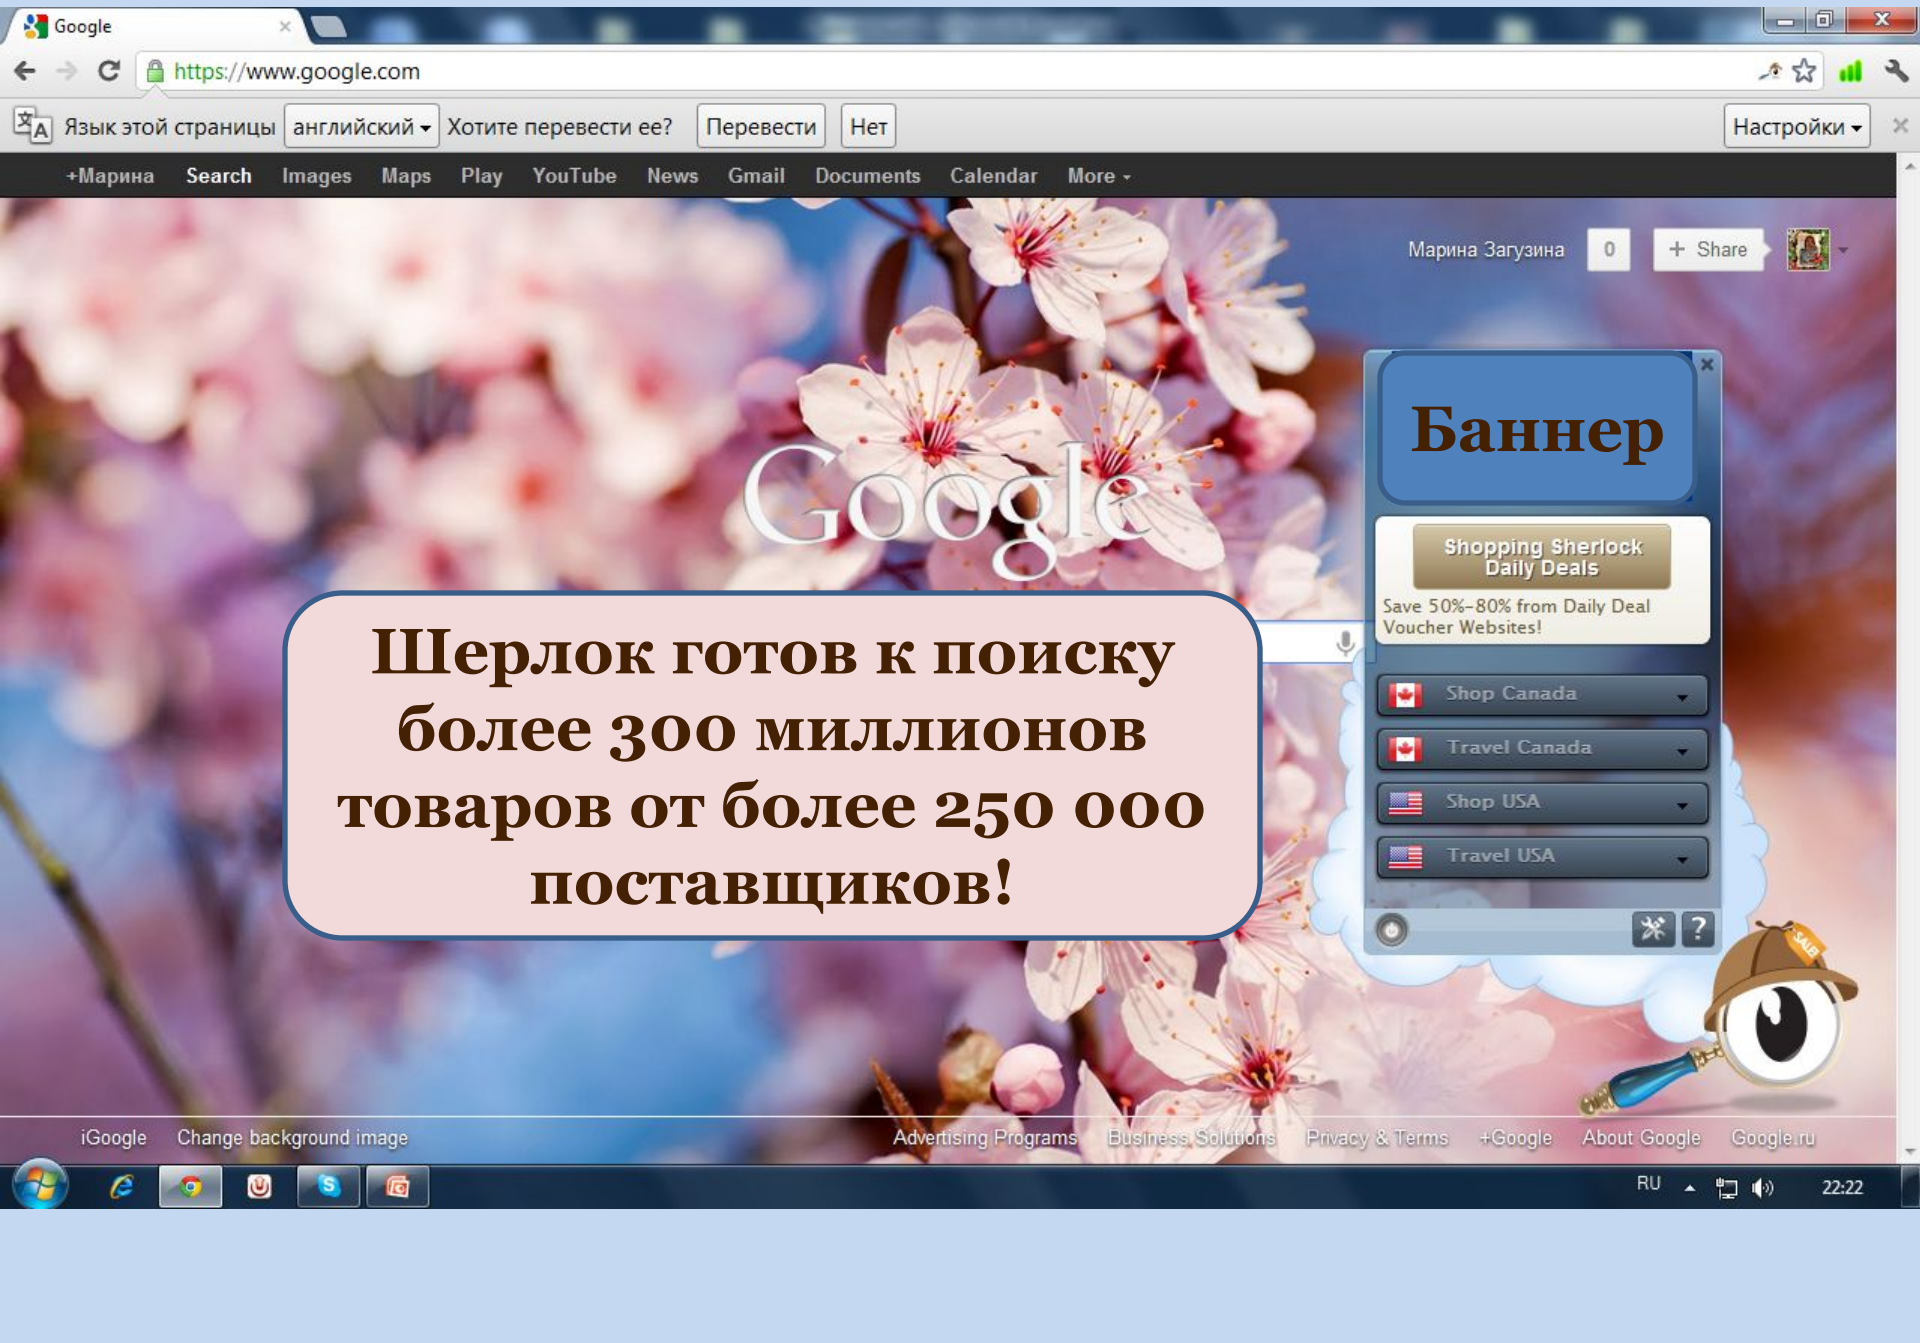 Google
https://www.google.com
Язык этой страницы английский Хотите перевести ее? Перевести Нет Настройки
+Марина Search Images Maps Play YouTube News Gmail Documents Calendar More
Марина Загузина 0 + Share
Баннер
Google
Shopping Sherlock
Daily Deals
Save 50%-80% from Daily Deal
Voucher Websites!
Шерлок готов к поиску
более 300 миллионов
товаров от более 250 000
поставщиков!
Shop Canada
Travel Canada
Shop USA
Travel USA
?
SALE!
iGoogle Change background image Advertising Programs Business Solutions Privacy & Terms +Google About Google Google.ru
RU 22:22